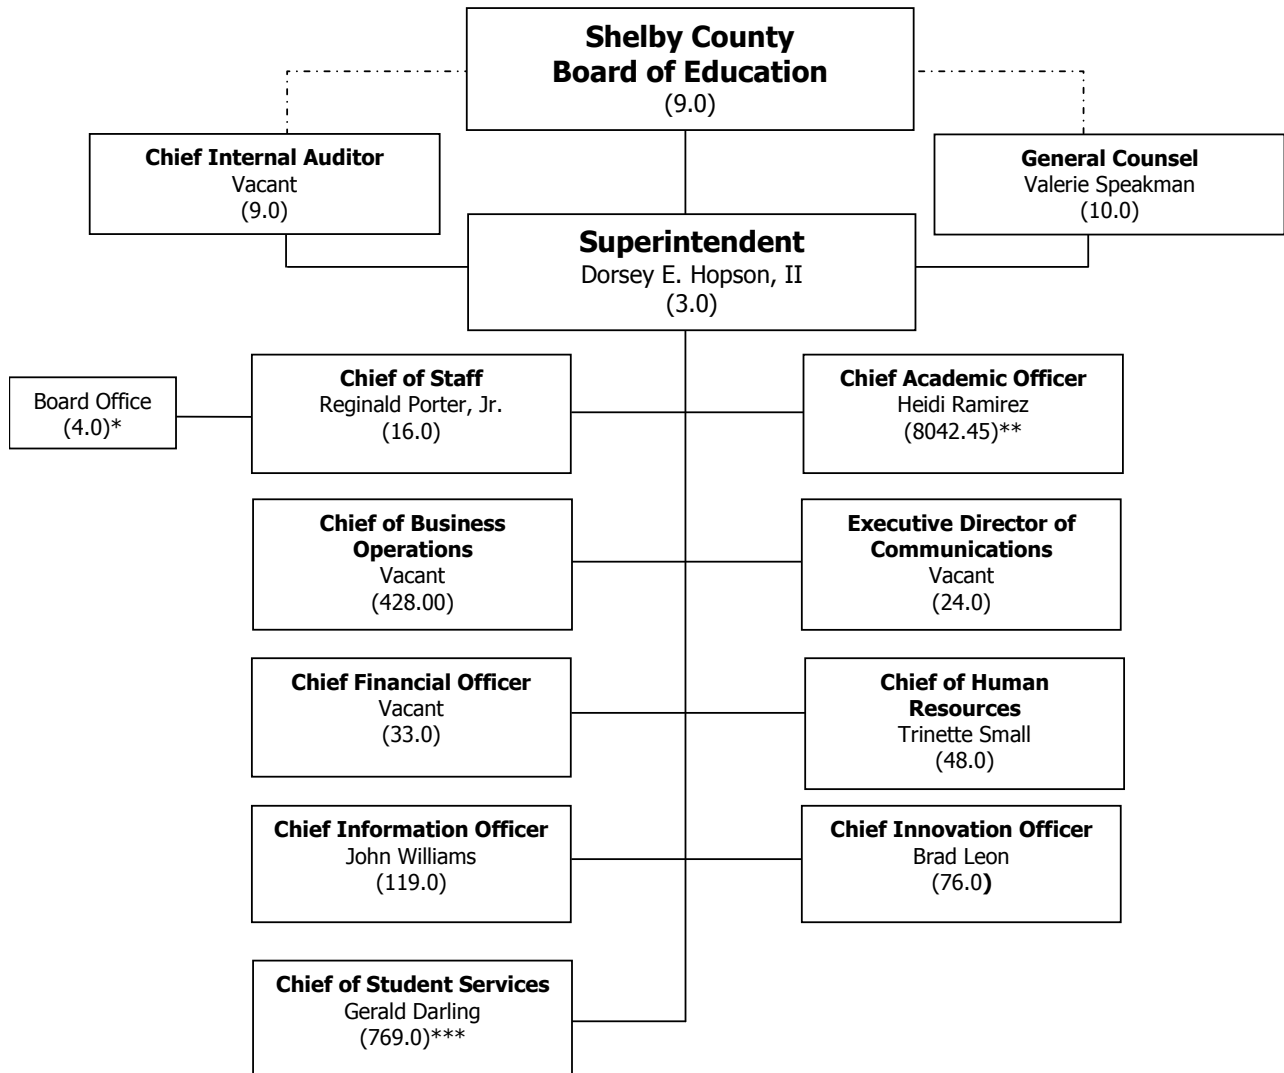 Shelby County
Board of Education
(9.0)
Chief Internal Auditor
Vacant
(9.0)
General Counsel
Valerie Speakman
(10.0)
Superintendent
Dorsey E. Hopson, II
(3.0)
Board Office
(4.0)*
Chief of Staff
Reginald Porter, Jr.
(16.0)
Chief Academic Officer
Heidi Ramirez
(8042.45)**
Chief of Business
Operations
Vacant
(428.00)
Executive Director of
Communications
Vacant
(24.0)
Chief Financial Officer
Vacant
(33.0)
Chief of Human
Resources
Trinette Small
(48.0)
Chief Information Officer
John Williams
(119.0)
Chief Innovation Officer
Brad Leon
(76.0)
Chief of Student Services
Gerald Darling
(769.0)***